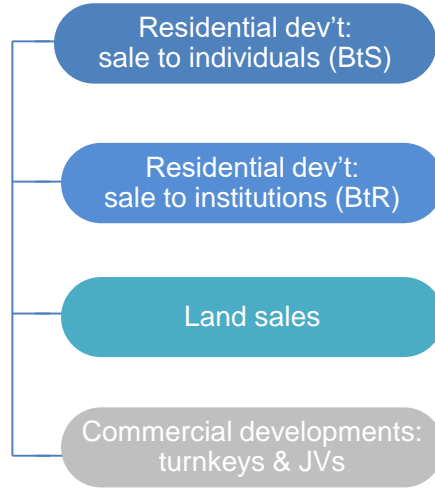 Residential dev’t:
sale to individuals (BtS)
Residential dev’t:
sale to institutions (BtR)
Land sales
Commercial developments:
turnkeys & JVs